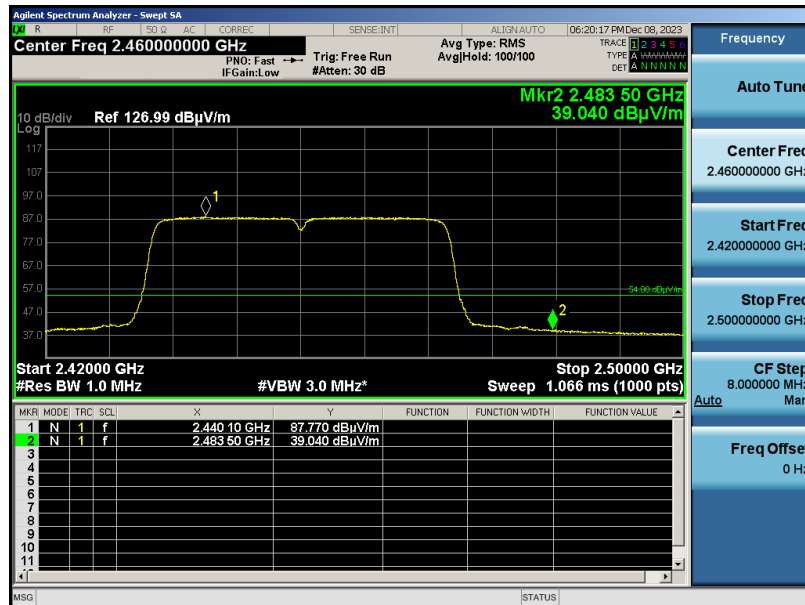 Agilent Spectrum Analyzer - Swept SA
R RF 50 Ω AC CORREC SENSE:INT ALIGN AUTO 06:20:17 PM Dec 08, 2023
Center Freq 2.460000000 GHz
PNO: Fast
IFGain:Low
Trig: Free Run
#Atten: 30 dB
Avg Type: RMS
Avg|Hold: 100/100
TRACE 1 2 3 4 5 6
TYPE A WWWWW
DET A N N N N N
Mkr2 2.483 50 GHz
39.040 dBµV/m
10 dB/div Ref 126.99 dBµV/m
Log
117
107
97.0
87.0
77.0
67.0
57.0
47.0
37.0
1
2
54.00 dBµV/m
Start 2.42000 GHz Stop 2.50000 GHz
#Res BW 1.0 MHz #VBW 3.0 MHz* Sweep 1.066 ms (1000 pts)
MKR MODE TRC SCL X Y FUNCTION FUNCTION WIDTH FUNCTION VALUE
1 N 1 f 2.440 10 GHz 87.770 dBµV/m
2 N 1 f 2.483 50 GHz 39.040 dBµV/m
3
4
5
6
7
8
9
10
11
MSG STATUS
Frequency
Auto Tune
Center Freq
2.460000000 GHz
Start Freq
2.420000000 GHz
Stop Freq
2.500000000 GHz
CF Step
8.000000 MHz
Auto Man
Freq Offset
0 Hz